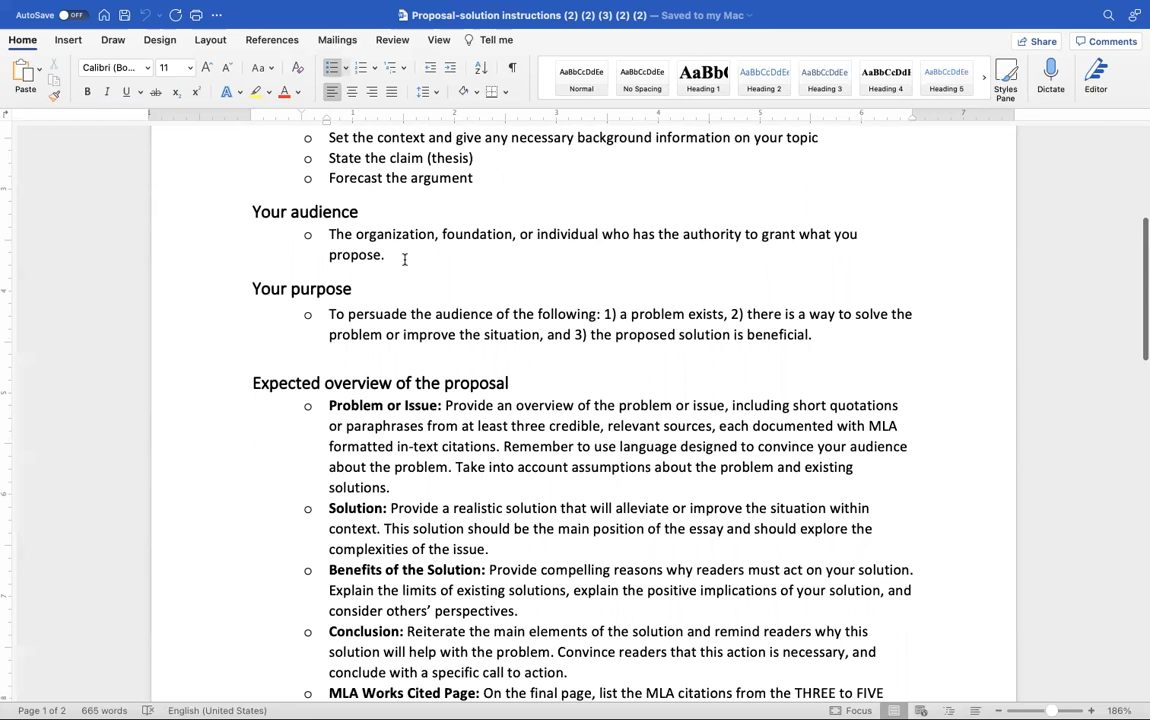 AutoSave OFF Proposal-solution instructions (2) (2) (3) (2) (2) — Saved to my Mac
Home Insert Draw Design Layout References Mailings Review View Tell me Share Comments
Paste Calibri (Bo... 11 A A Aa A
B I U ab x₂ x² A A
AaBbCcDdEe AaBbCcDdEe AaBbC AaBbCcDdEe AaBbCcDdEe AaBbCcDdE AaBbCcDdEe
Normal No Spacing Heading 1 Heading 2 Heading 3 Heading 4 Heading 5 Styles Pane Dictate Editor
1 1 2 3 4 5 6 7
o Set the context and give any necessary background information on your topic
o State the claim (thesis)
o Forecast the argument
Your audience
o The organization, foundation, or individual who has the authority to grant what you
propose.
Your purpose
o To persuade the audience of the following: 1) a problem exists, 2) there is a way to solve the
problem or improve the situation, and 3) the proposed solution is beneficial.
Expected overview of the proposal
o Problem or Issue: Provide an overview of the problem or issue, including short quotations
or paraphrases from at least three credible, relevant sources, each documented with MLA
formatted in-text citations. Remember to use language designed to convince your audience
about the problem. Take into account assumptions about the problem and existing
solutions.
o Solution: Provide a realistic solution that will alleviate or improve the situation within
context. This solution should be the main position of the essay and should explore the
complexities of the issue.
o Benefits of the Solution: Provide compelling reasons why readers must act on your solution.
Explain the limits of existing solutions, explain the positive implications of your solution, and
consider others’ perspectives.
o Conclusion: Reiterate the main elements of the solution and remind readers why this
solution will help with the problem. Convince readers that this action is necessary, and
conclude with a specific call to action.
o MLA Works Cited Page: On the final page, list the MLA citations from the THREE to FIVE
Page 1 of 2 665 words English (United States) Focus 186%